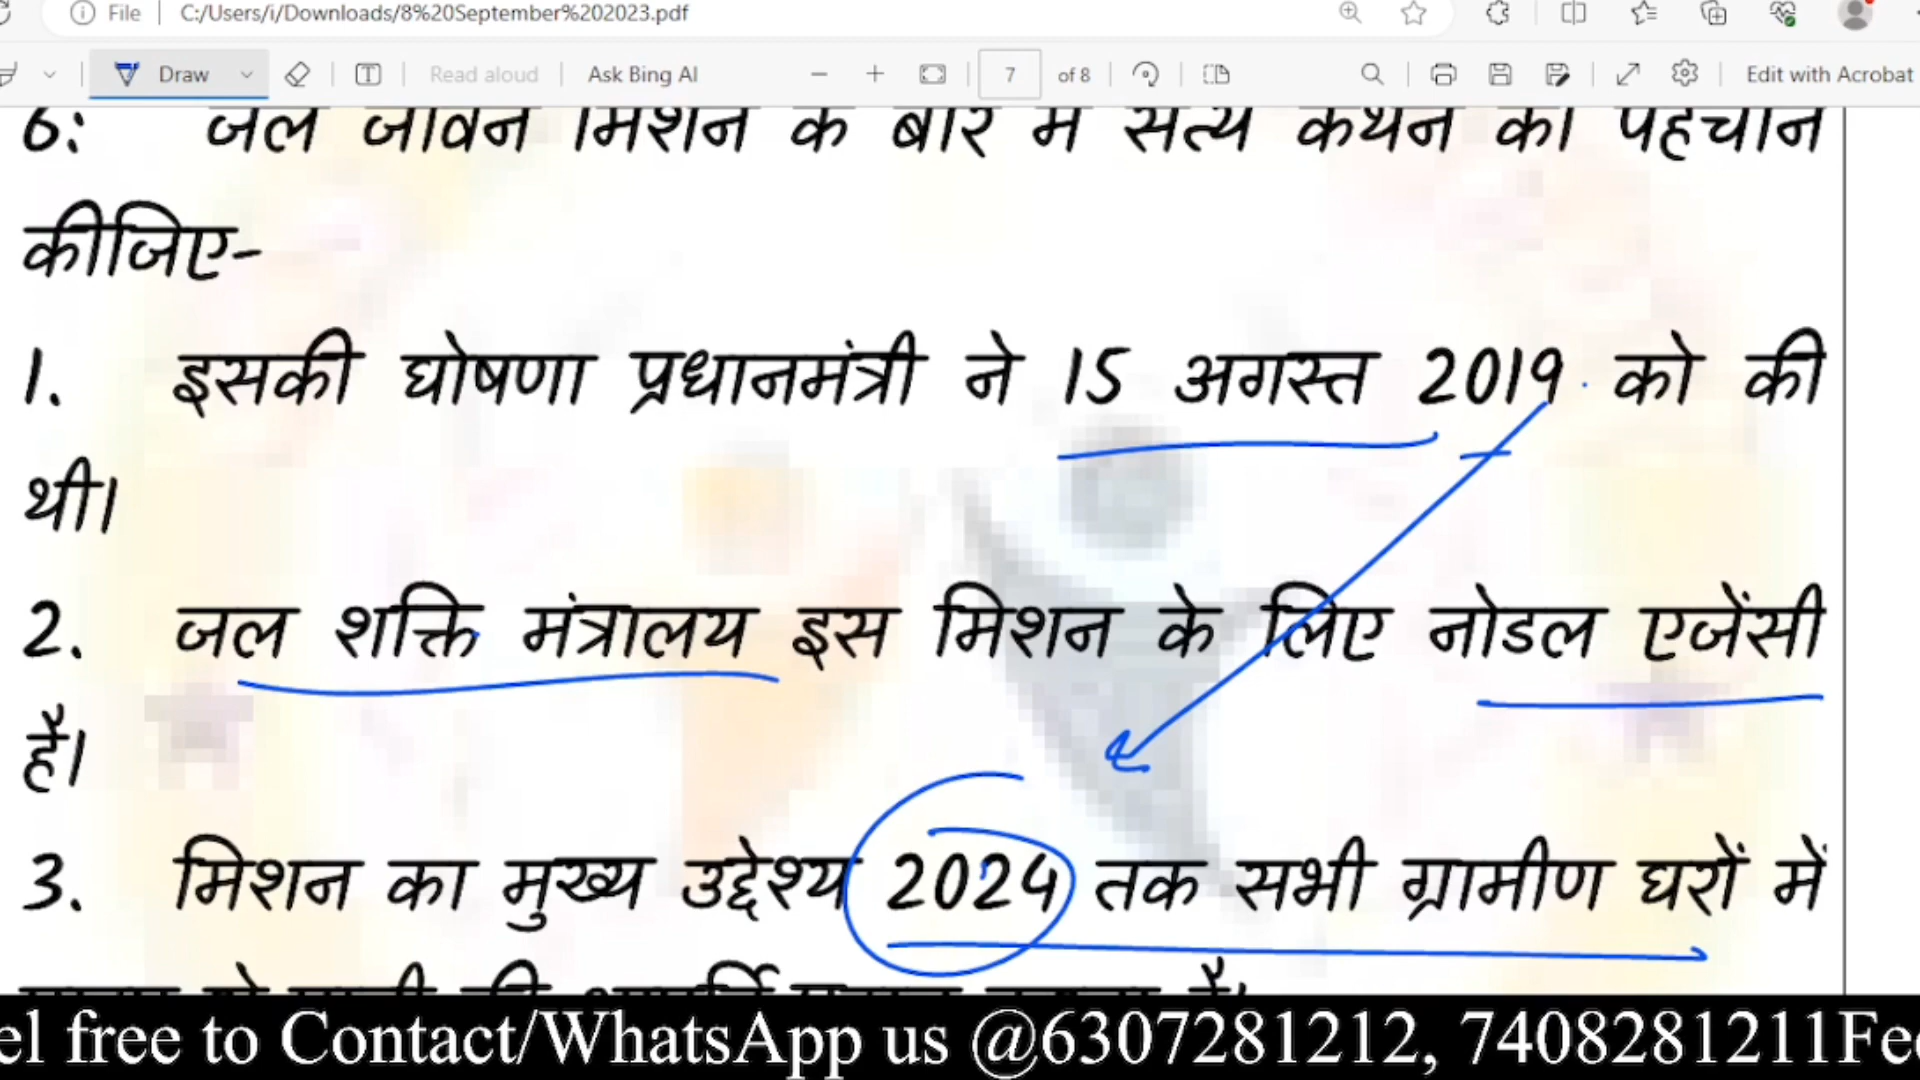 File | C:/Users/i/Downloads/8%20September%202023.pdf
Draw Read aloud Ask Bing AI 7 of 8 Edit with Acrobat
6: जल जीवन मिशन के बारे में सत्य कथन की पहचान
कीजिए-
1. इसकी घोषणा प्रधानमंत्री ने 15 अगस्त 2019 को की
थी।
2. जल शक्ति मंत्रालय इस मिशन के लिए नोडल एजेंसी
है।
3. मिशन का मुख्य उद्देश्य 2024 तक सभी ग्रामीण घरों में
el free to Contact/WhatsApp us @6307281212, 7408281211Fee